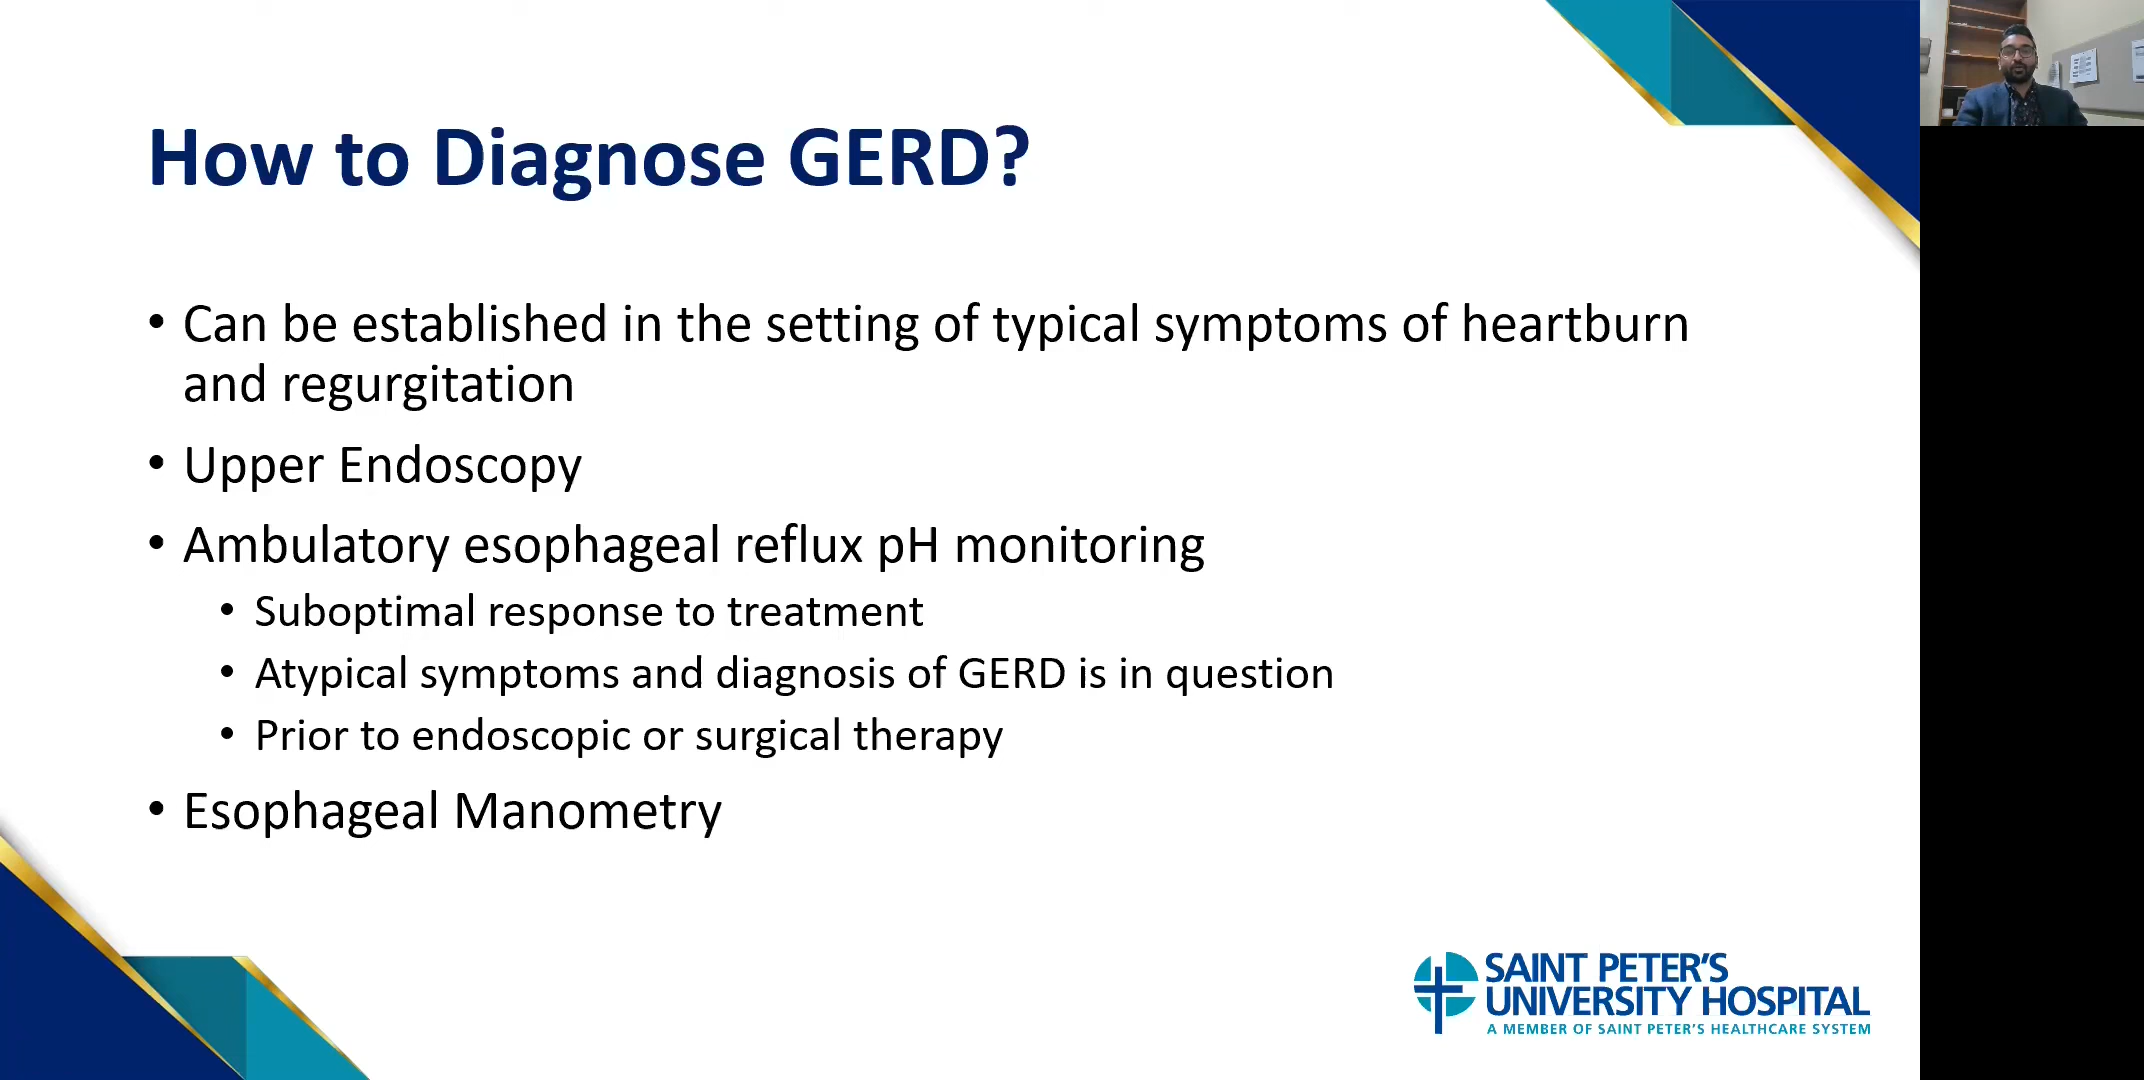 How to Diagnose GERD?
• Can be established in the setting of typical symptoms of heartburn
and regurgitation
• Upper Endoscopy
• Ambulatory esophageal reflux pH monitoring
• Suboptimal response to treatment
• Atypical symptoms and diagnosis of GERD is in question
• Prior to endoscopic or surgical therapy
• Esophageal Manometry
SAINT PETER'S
UNIVERSITY HOSPITAL
A MEMBER OF SAINT PETER'S HEALTHCARE SYSTEM